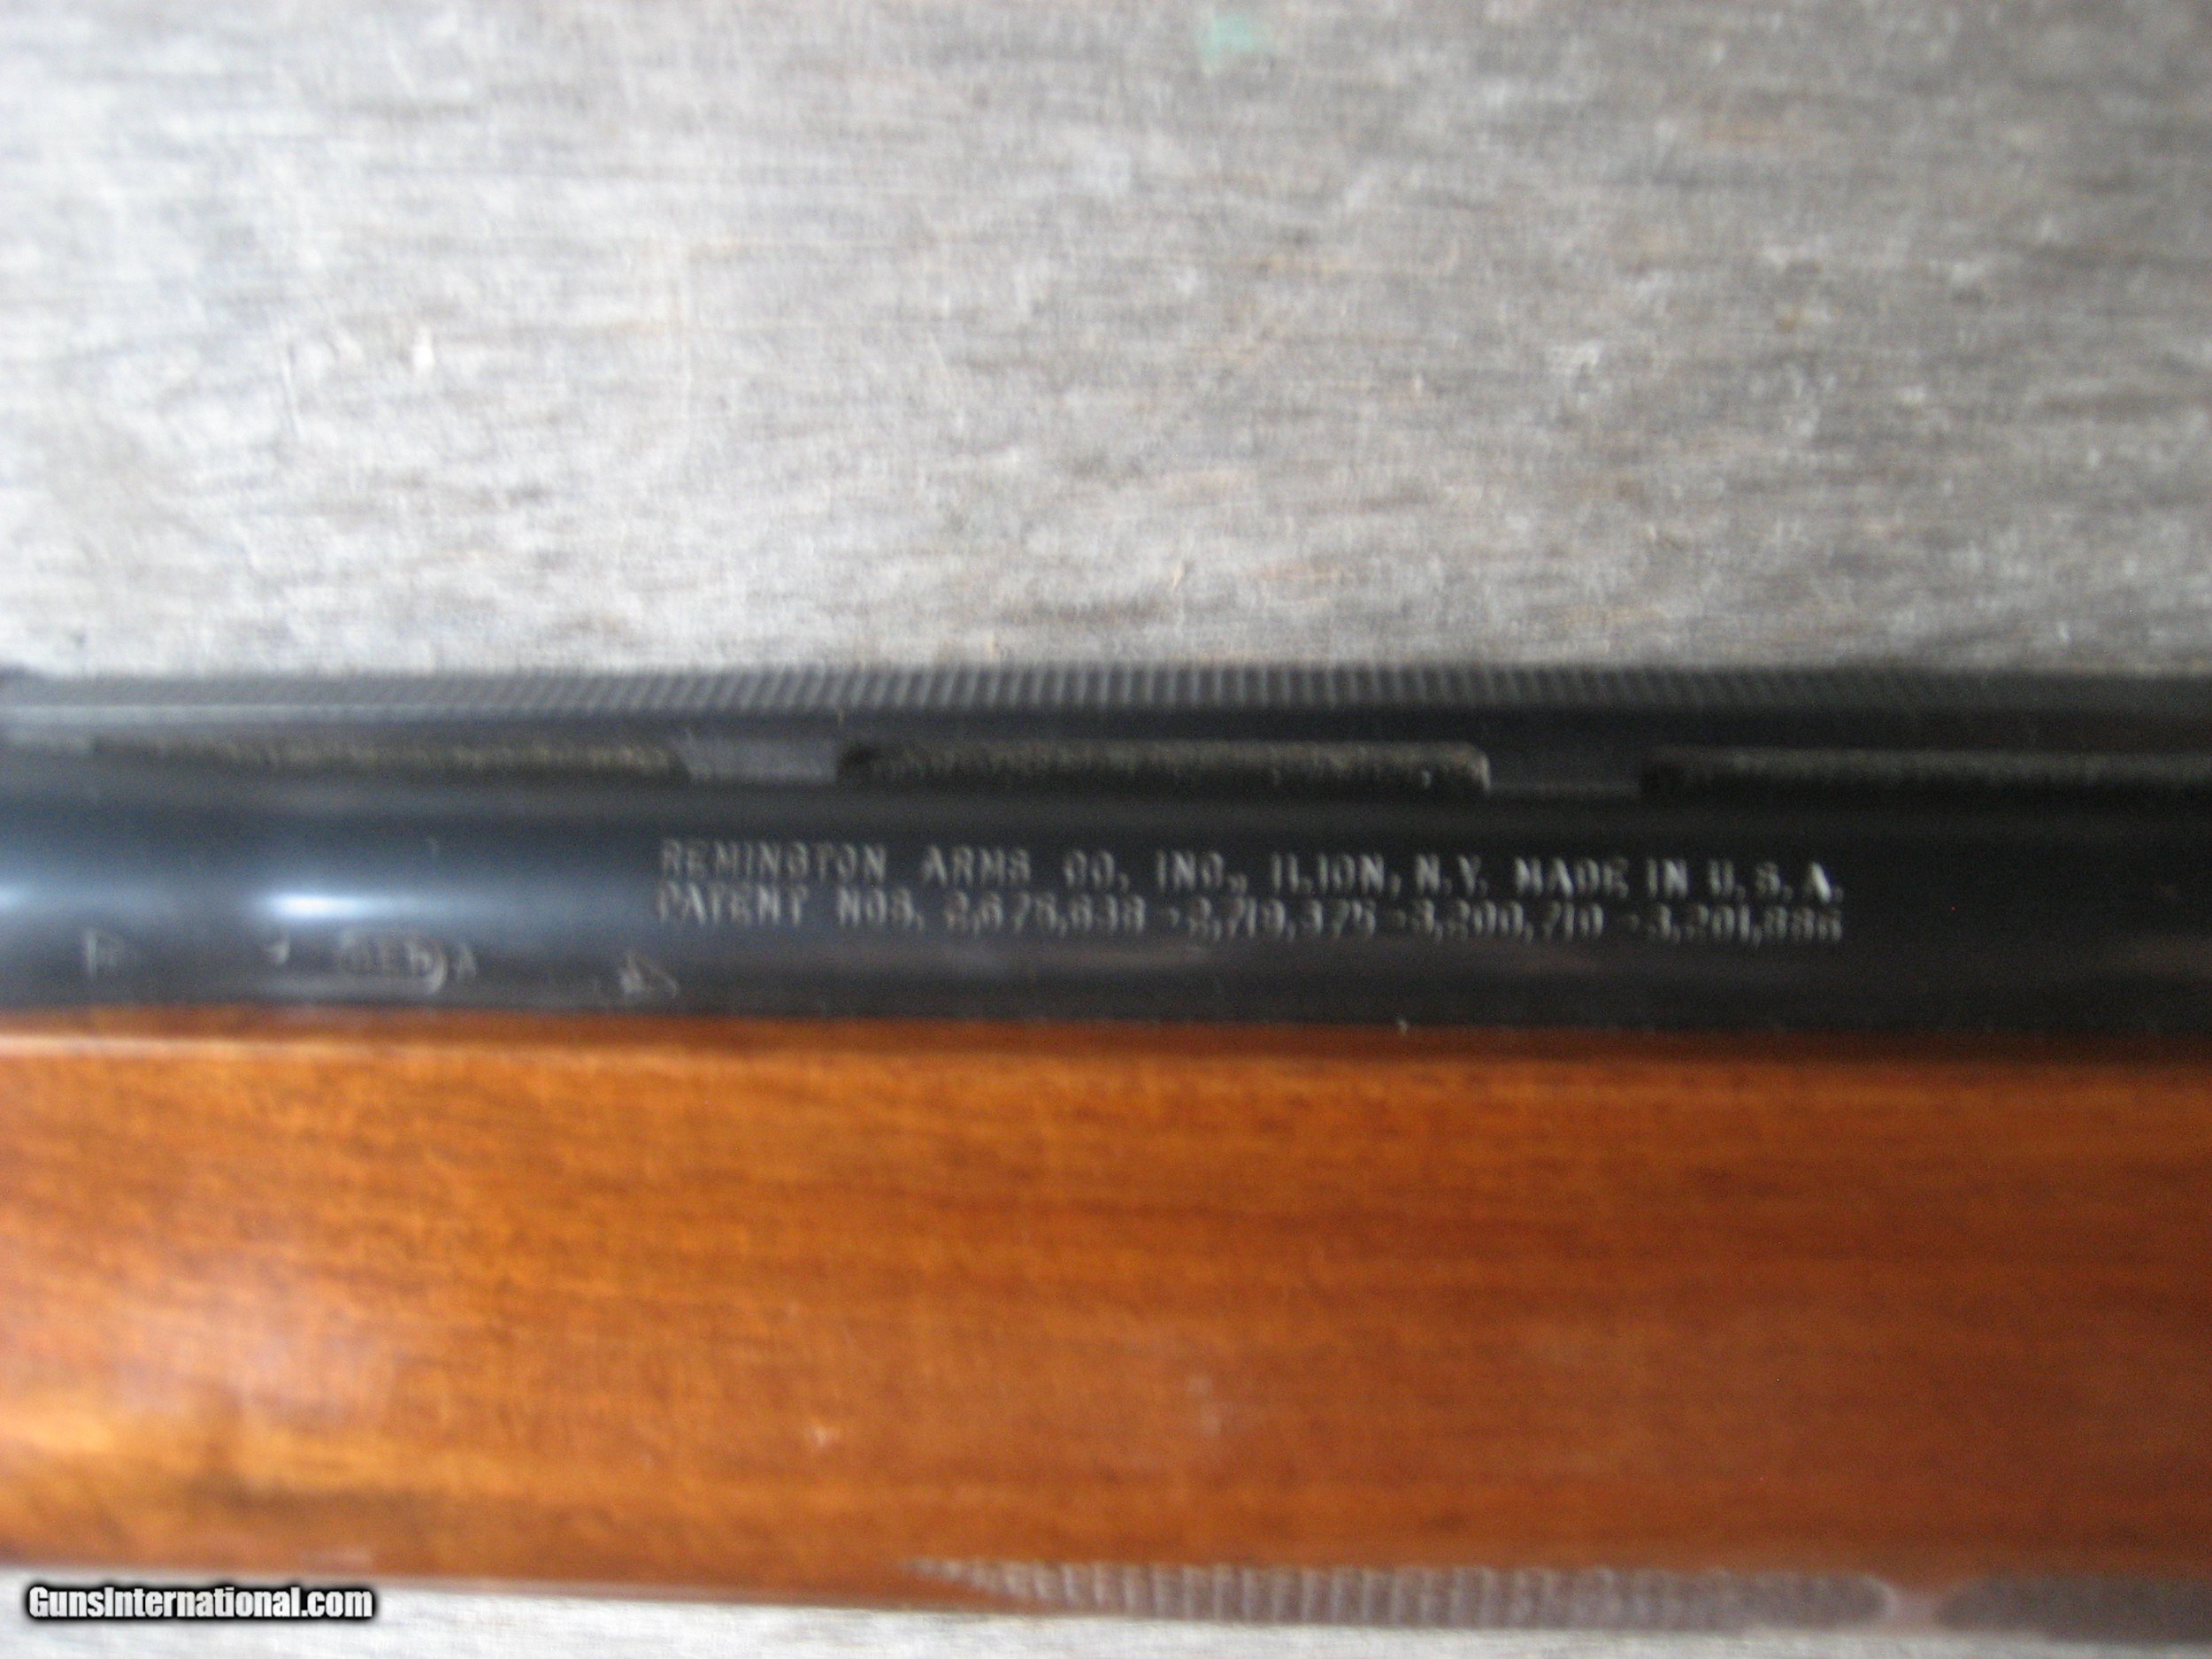 REMINGTON ARMS CO. INC., ILION, N.Y. MADE IN U.S.A.
PATENT NOS. 2,675,638 - 2,719,375 - 3,200,710 - 3,201,886
GunsInternational.com